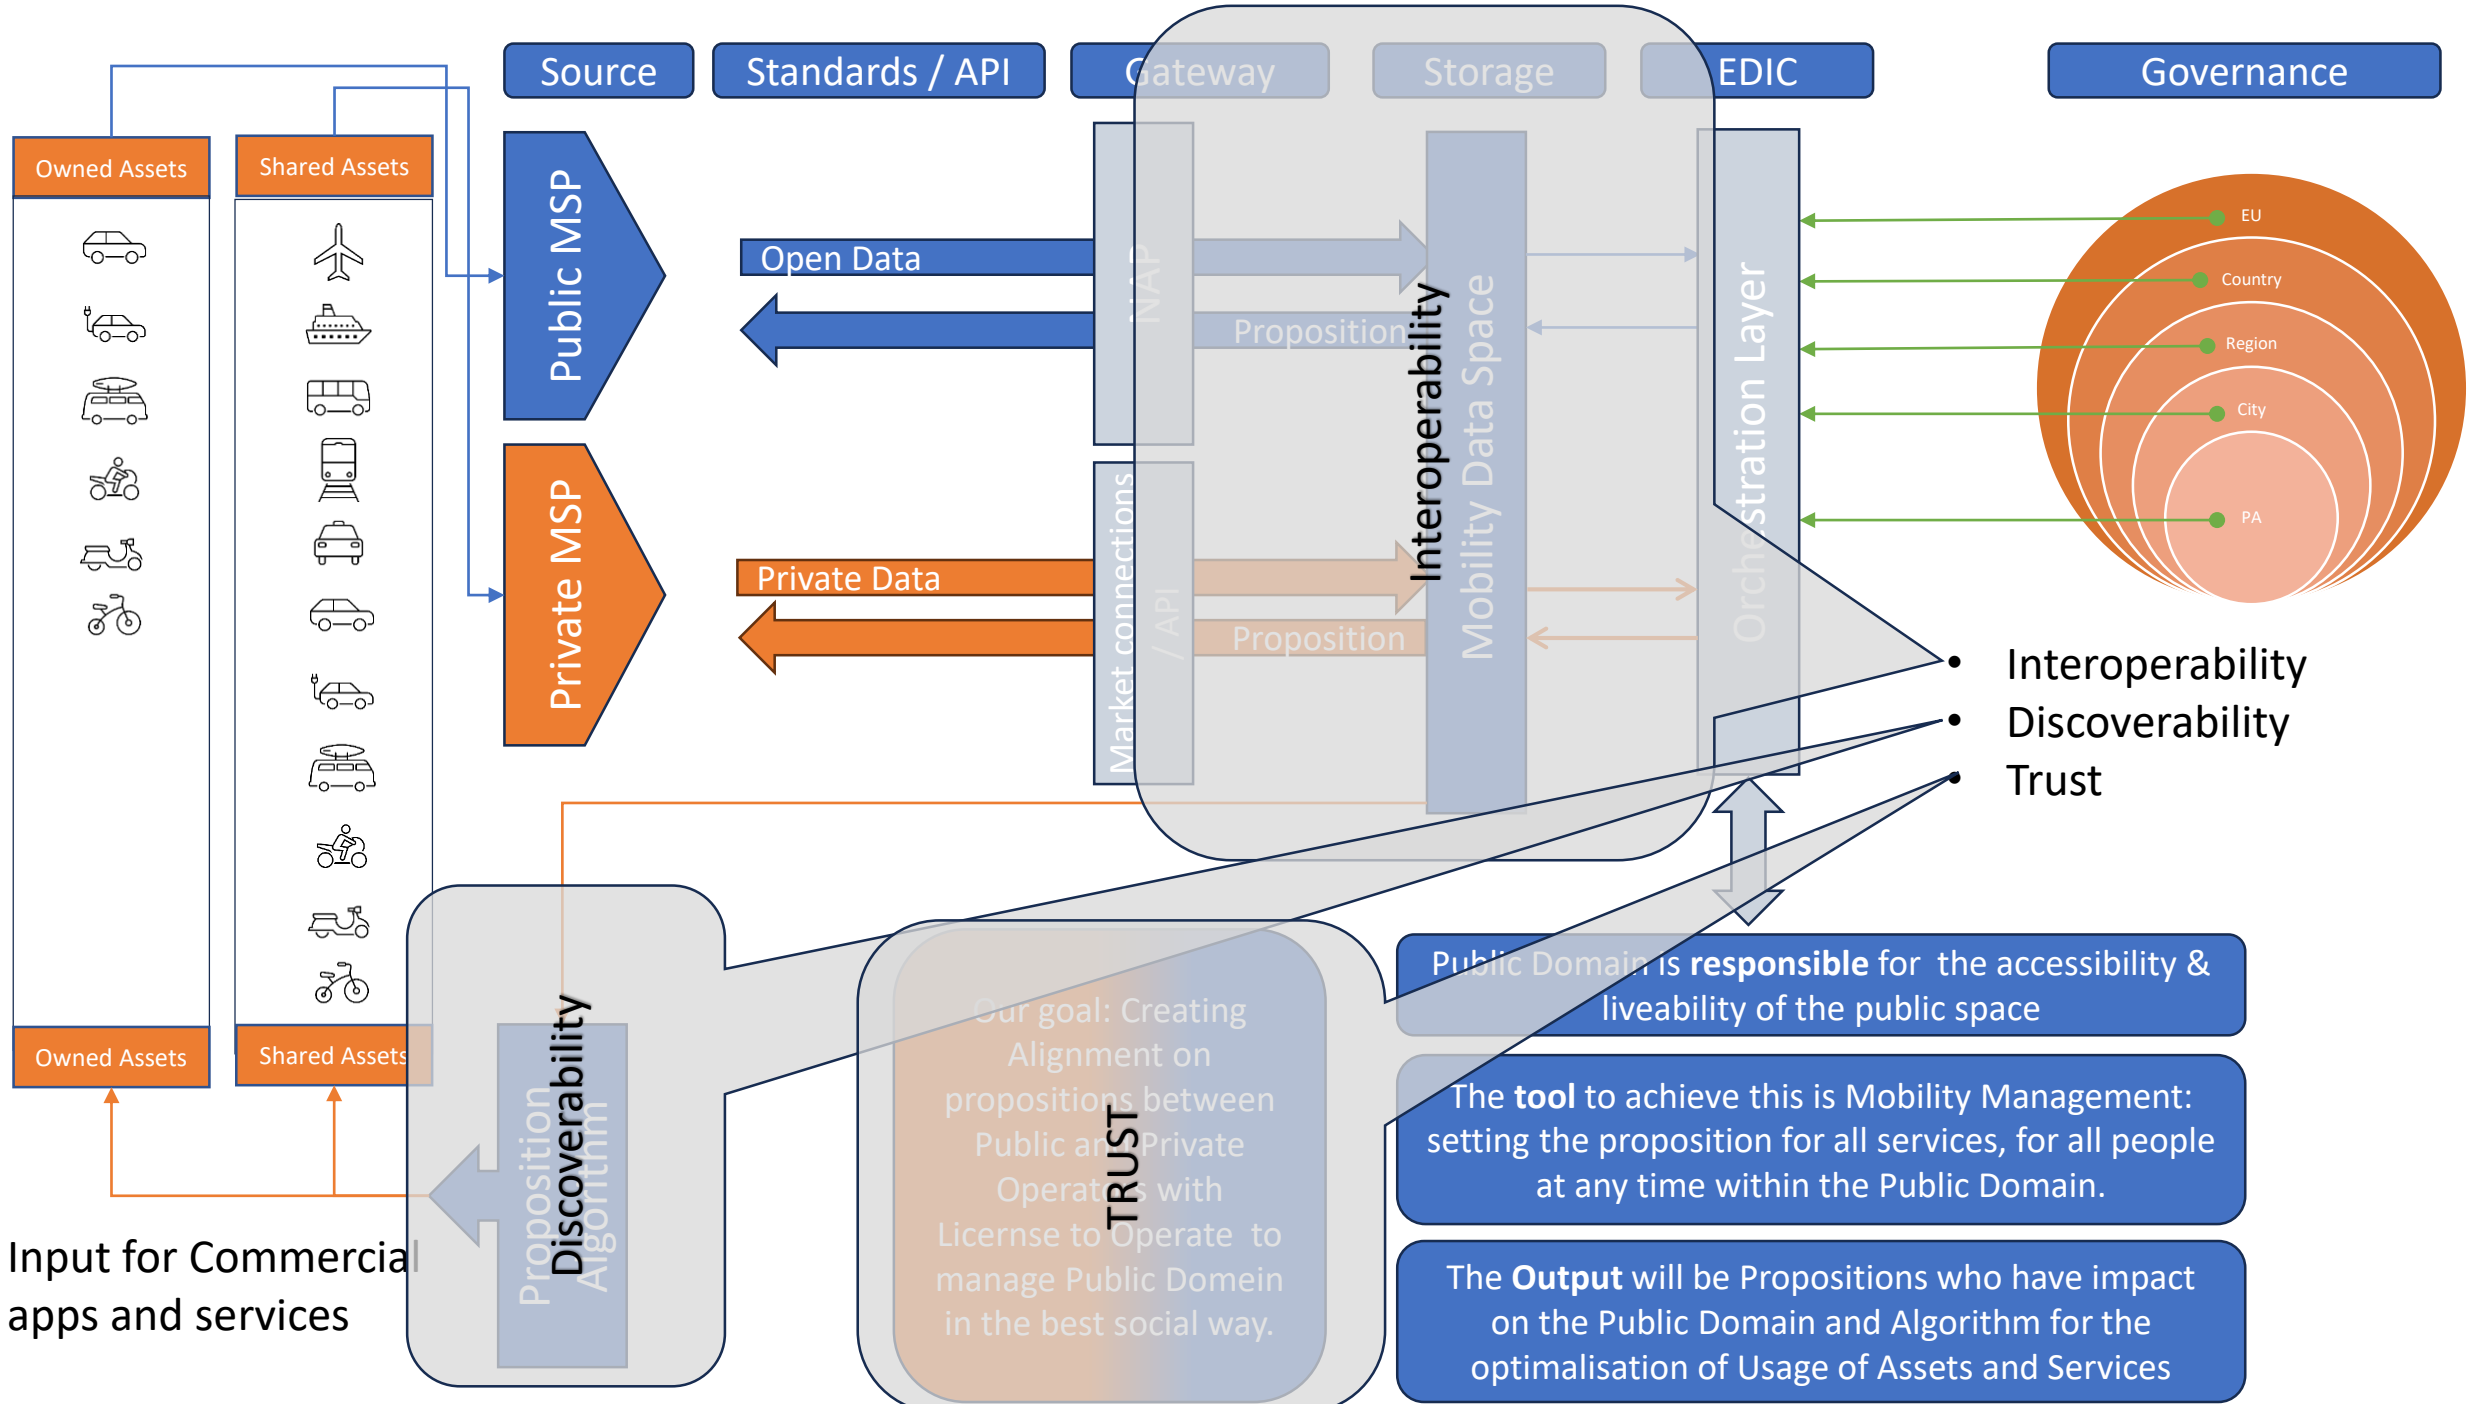 Source
Standards / API
Gateway
Storage
EDIC
Governance
Owned Assets
Shared Assets
Public MSP
Private MSP
Open Data
Proposition
Private Data
Proposition
NAP
Market connections
/ API
Interoperability
Mobility Data Space
Orchestration Layer
EU
Country
Region
City
PA
• Interoperability
• Discoverability
• Trust
Owned Assets
Shared Assets
Input for Commercial
apps and services
Proposition
Algorithm
Discoverability
Our goal: Creating
Alignment on
propositions between
Public and Private
Operators with
Licernse to Operate to
manage Public Domein
in the best social way.
TRUST
Public Domain is responsible for the accessibility &
liveability of the public space
The tool to achieve this is Mobility Management:
setting the proposition for all services, for all people
at any time within the Public Domain.
The Output will be Propositions who have impact
on the Public Domain and Algorithm for the
optimalisation of Usage of Assets and Services